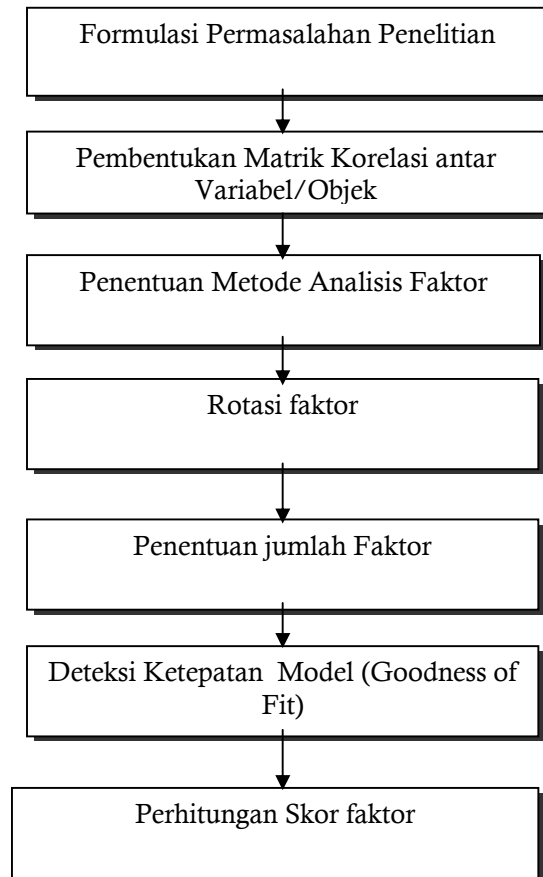 Formulasi Permasalahan Penelitian
Pembentukan Matrik Korelasi antar
Variabel/Objek
Penentuan Metode Analisis Faktor
Rotasi faktor
Penentuan jumlah Faktor
Deteksi Ketepatan Model (Goodness of
Fit)
Perhitungan Skor faktor